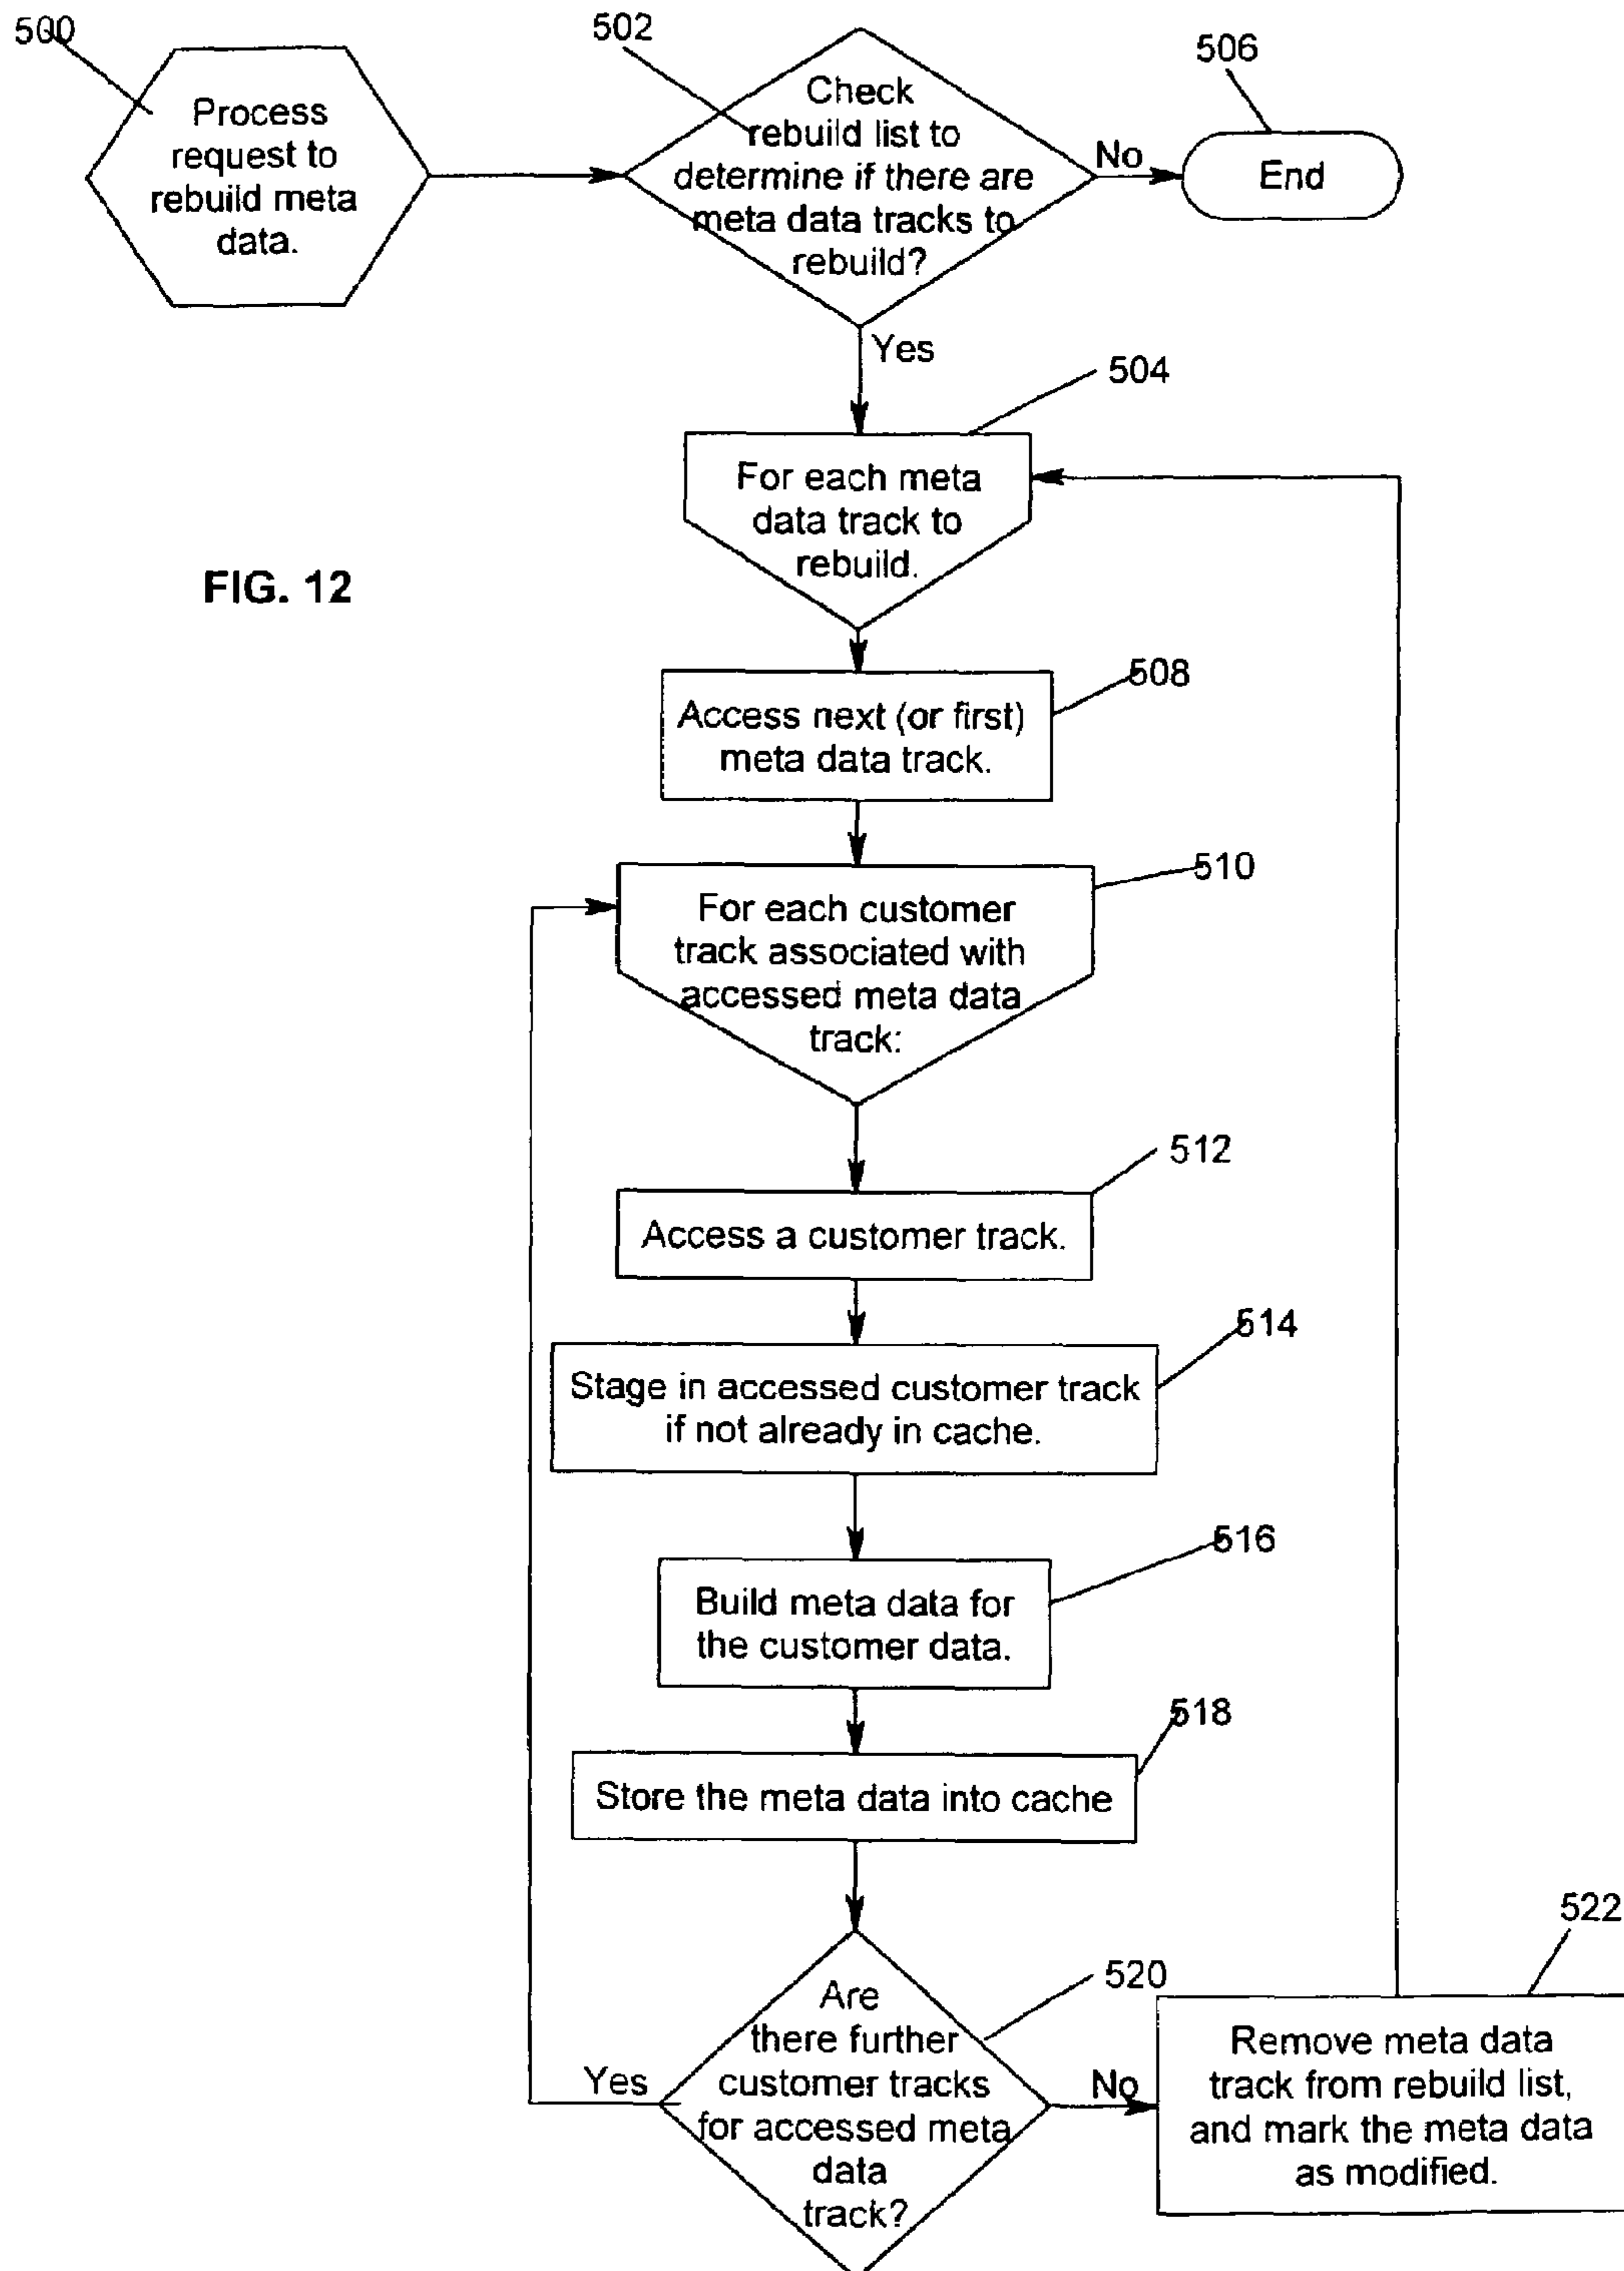 500
Process
request to
rebuild meta
data.
502
Check
rebuild list to
determine if there are
meta data tracks to
rebuild?
No
506
End
Yes
504
For each meta
data track to
rebuild.
FIG. 12
508
Access next (or first)
meta data track.
510
For each customer
track associated with
accessed meta data
track:
512
Access a customer track.
514
Stage in accessed customer track
if not already in cache.
516
Build meta data for
the customer data.
518
Store the meta data into cache
520
Are
there further
customer tracks
for accessed meta
data
track?
Yes
No
522
Remove meta data
track from rebuild list,
and mark the meta data
as modified.